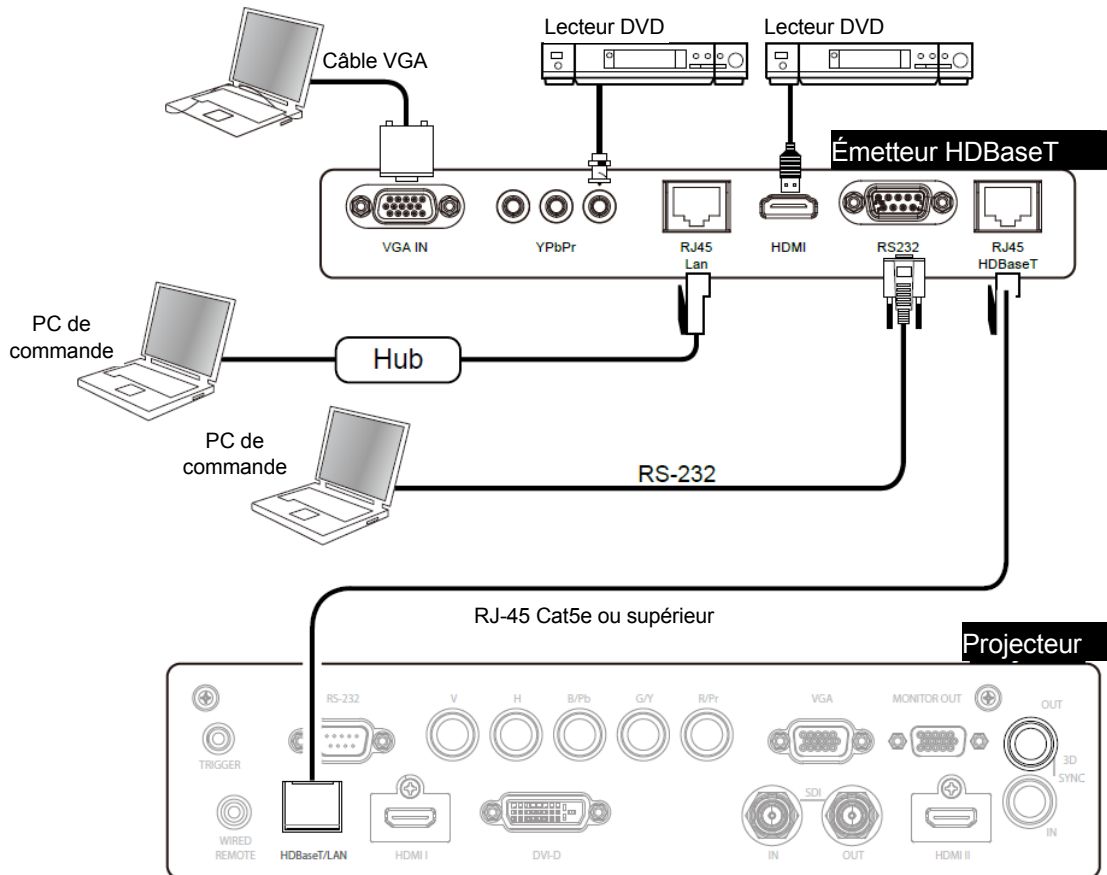 Lecteur DVD
Lecteur DVD
Câble VGA
Émetteur HDBaseT
VGA IN
YPbPr
RJ45
Lan
HDMI
RS232
RJ45
HDBaseT
PC de
commande
Hub
PC de
commande
RS-232
RJ-45 Cat5e ou supérieur
Projecteur
RS-232
V
H
B/Pb
G/Y
R/Pr
VGA
MONITOR OUT
OUT
TRIGGER
3D
SYNC
SDI
WIRED
REMOTE
HDBaseT/LAN
HDMI I
DVI-D
IN
OUT
HDMI II
IN